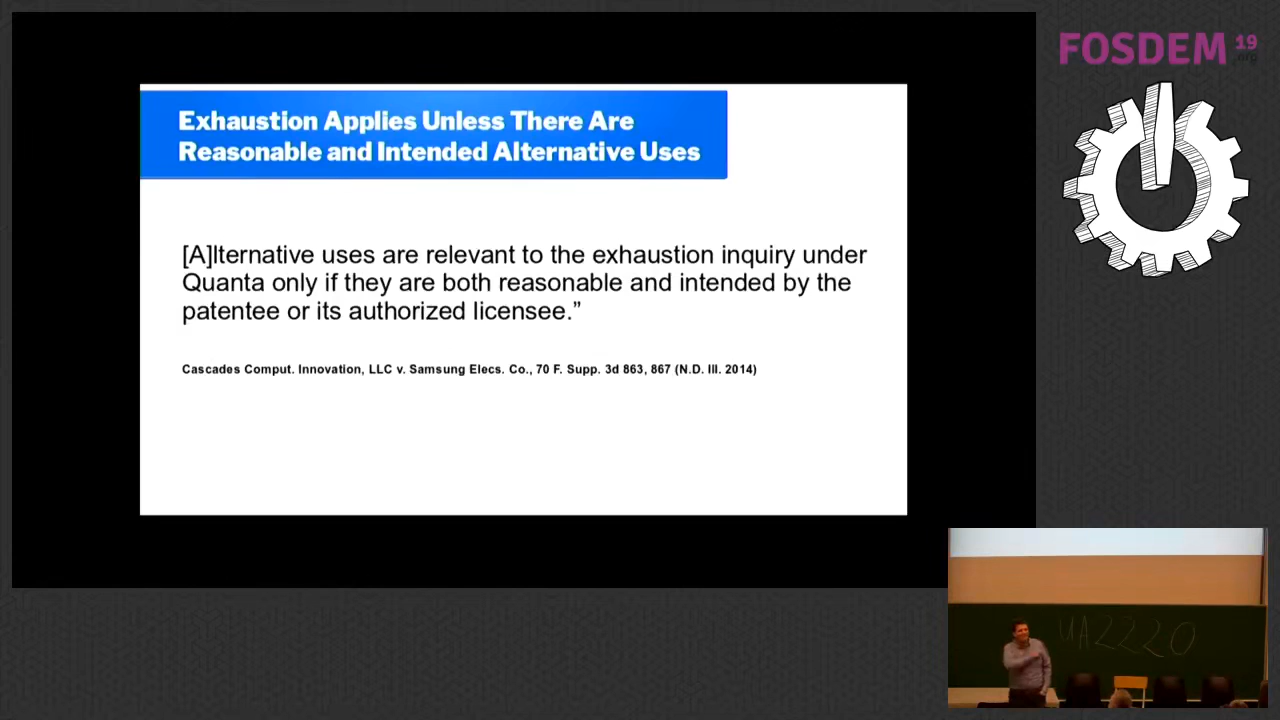 Exhaustion Applies Unless There Are
Reasonable and Intended Alternative Uses
[A]lternative uses are relevant to the exhaustion inquiry under
Quanta only if they are both reasonable and intended by the
patentee or its authorized licensee.”
Cascades Comput. Innovation, LLC v. Samsung Elecs. Co., 70 F. Supp. 3d 863, 867 (N.D. Ill. 2014)
FOSDEM 19
.org
UA2220